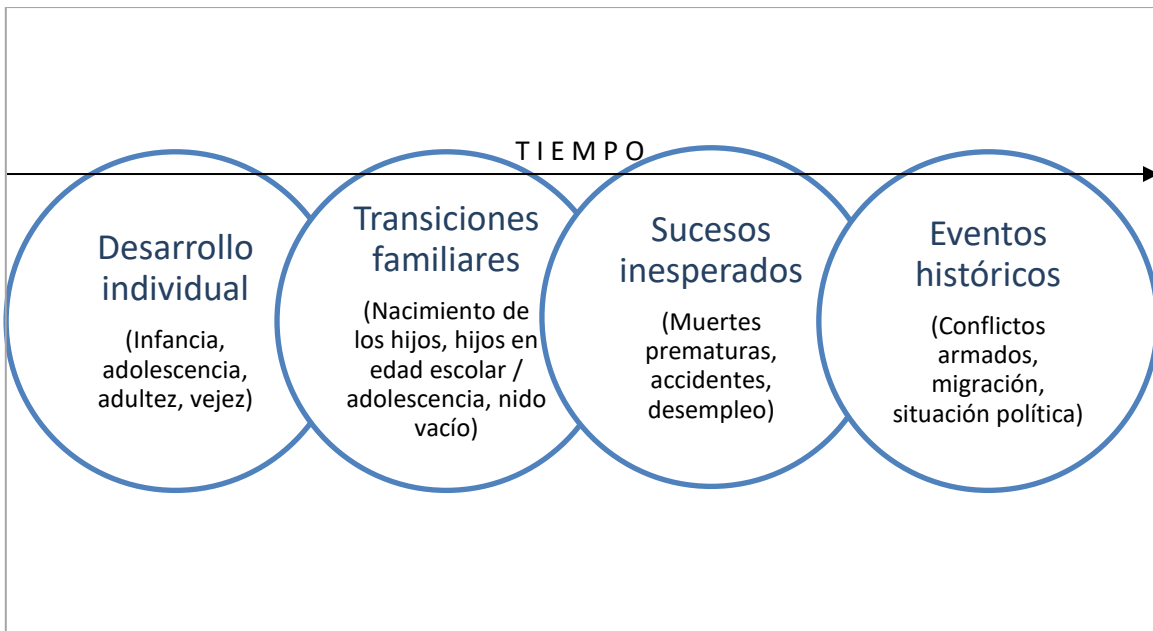 T I E M P O
Desarrollo
individual
(Infancia,
adolescencia,
adultez, vejez)
Transiciones
familiares
(Nacimiento de
los hijos, hijos en
edad escolar /
adolescencia, nido
vacío)
Sucesos
inesperados
(Muertes
prematuras,
accidentes,
desempleo)
Eventos
históricos
(Conflictos
armados,
migración,
situación política)